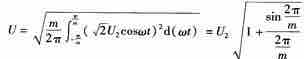 $U = \sqrt{\frac{m}{2\pi} \int_{-\frac{\pi}{m}}^{\frac{\pi}{m}} (\sqrt{2} U_2 \cos\omega t)^2 \mathrm{d}(\omega t)} = U_2 \sqrt{1 + \frac{\sin\frac{2\pi}{m}}{\frac{2\pi}{m}}}$